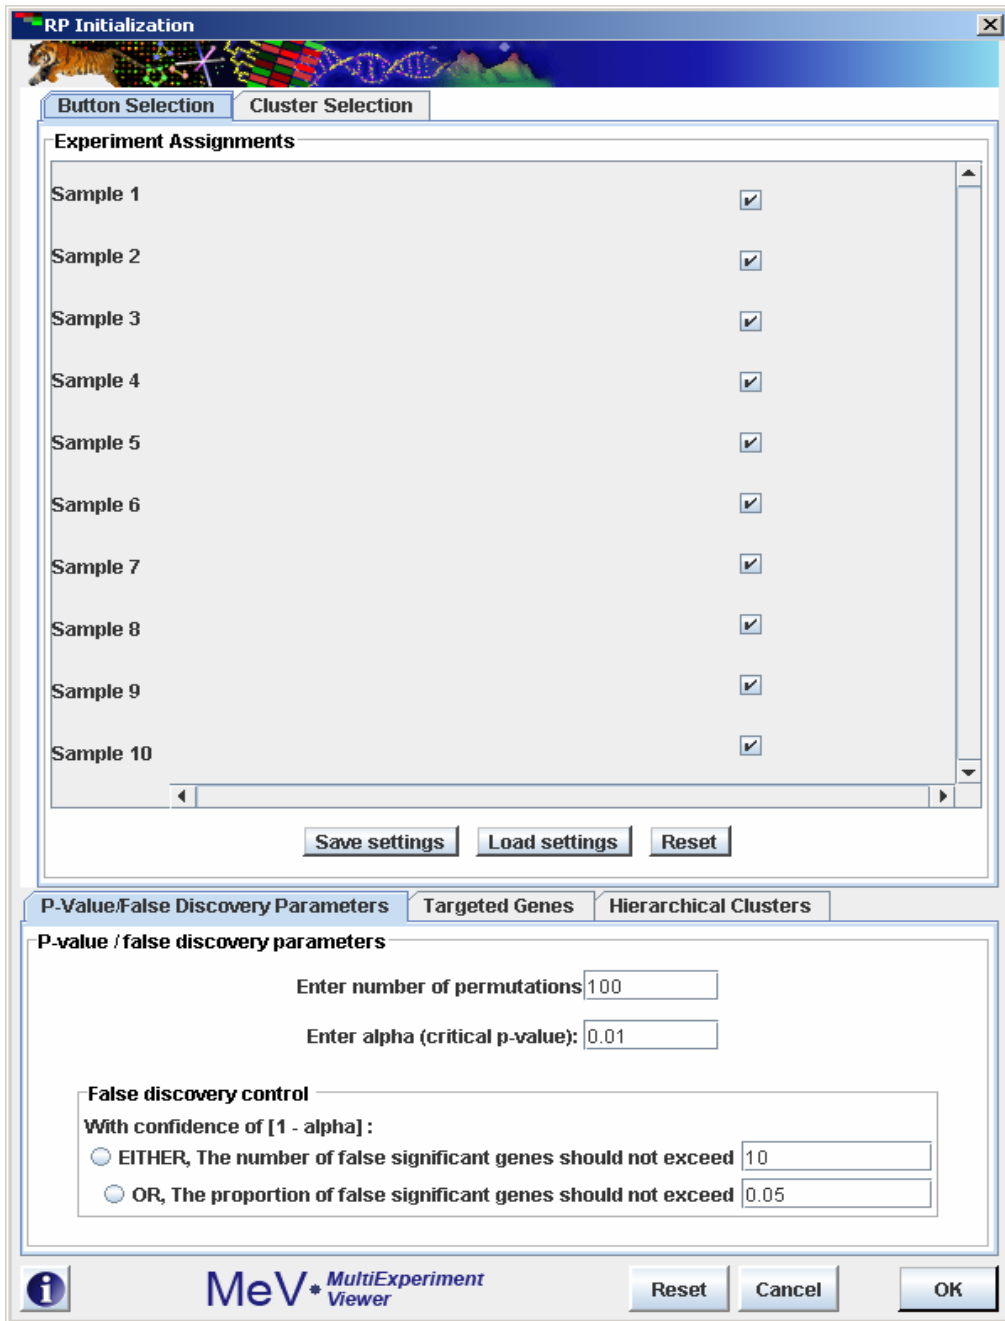 RP Initialization
Button Selection Cluster Selection
Experiment Assignments
Sample 1
Sample 2
Sample 3
Sample 4
Sample 5
Sample 6
Sample 7
Sample 8
Sample 9
Sample 10
Save settings Load settings Reset
P-Value/False Discovery Parameters Targeted Genes Hierarchical Clusters
P-value / false discovery parameters
Enter number of permutations 100
Enter alpha (critical p-value): 0.01
False discovery control
With confidence of [1 - alpha] :
EITHER, The number of false significant genes should not exceed 10
OR, The proportion of false significant genes should not exceed 0.05
MeV MultiExperiment
Viewer
Reset Cancel OK